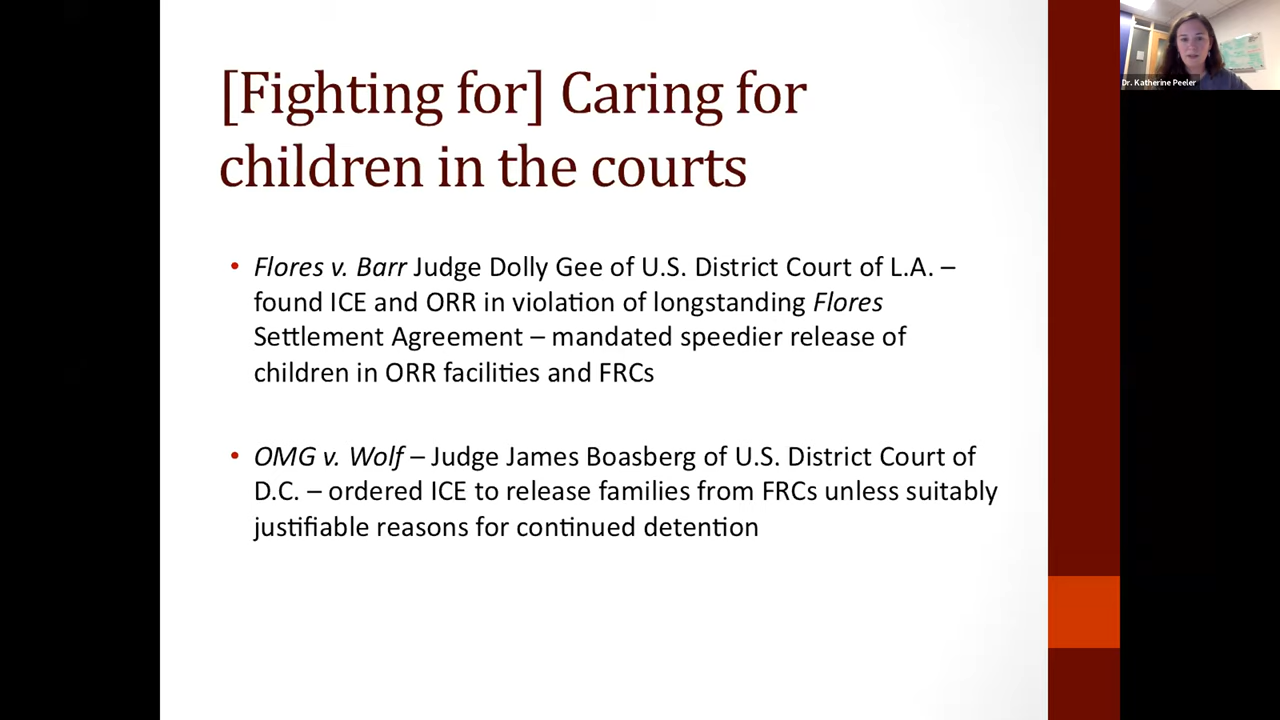 [Fighting for] Caring for
children in the courts
• Flores v. Barr Judge Dolly Gee of U.S. District Court of L.A. –
found ICE and ORR in violation of longstanding Flores
Settlement Agreement – mandated speedier release of
children in ORR facilities and FRCs
• OMG v. Wolf – Judge James Boasberg of U.S. District Court of
D.C. – ordered ICE to release families from FRCs unless suitably
justifiable reasons for continued detention
Dr. Katherine Peeler